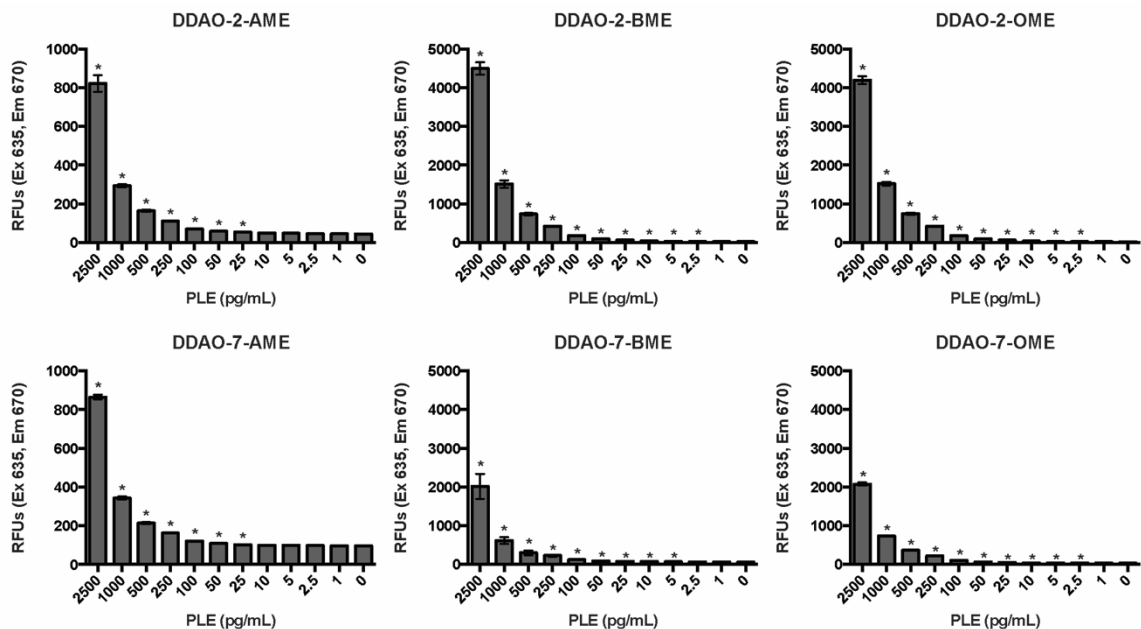 DDAO-2-AME
RFUs (Ex 635, Em 670)
1000
800
600
400
200
0
* * * * * * *
2500 1000 500 250 100 50 25 10 5 2.5 1 0
PLE (pg/mL)
DDAO-2-BME
RFUs (Ex 635, Em 670)
5000
4000
3000
2000
1000
0
* * * * * * * * * *
2500 1000 500 250 100 50 25 10 5 2.5 1 0
PLE (pg/mL)
DDAO-2-OME
RFUs (Ex 635, Em 670)
5000
4000
3000
2000
1000
0
* * * * * * * * * *
2500 1000 500 250 100 50 25 10 5 2.5 1 0
PLE (pg/mL)
DDAO-7-AME
RFUs (Ex 635, Em 670)
1000
800
600
400
200
0
* * * * * * *
2500 1000 500 250 100 50 25 10 5 2.5 1 0
PLE (pg/mL)
DDAO-7-BME
RFUs (Ex 635, Em 670)
5000
4000
3000
2000
1000
0
* * * * * * * * *
2500 1000 500 250 100 50 25 10 5 2.5 1 0
PLE (pg/mL)
DDAO-7-OME
RFUs (Ex 635, Em 670)
5000
4000
3000
2000
1000
0
* * * * * * * * * *
2500 1000 500 250 100 50 25 10 5 2.5 1 0
PLE (pg/mL)